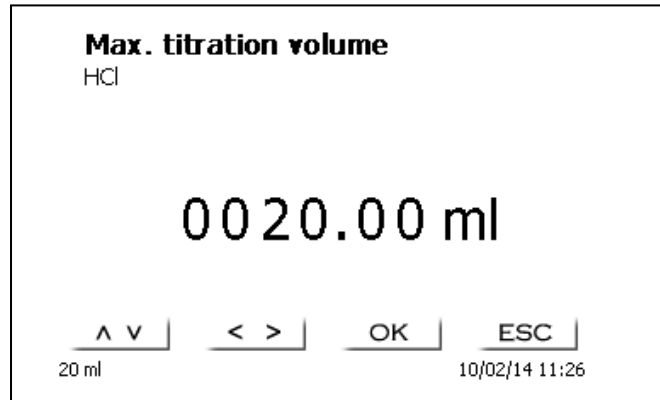 Max. titration volume
HCl
0020.00 ml
∧ ∨ < > OK ESC
20 ml 10/02/14 11:26